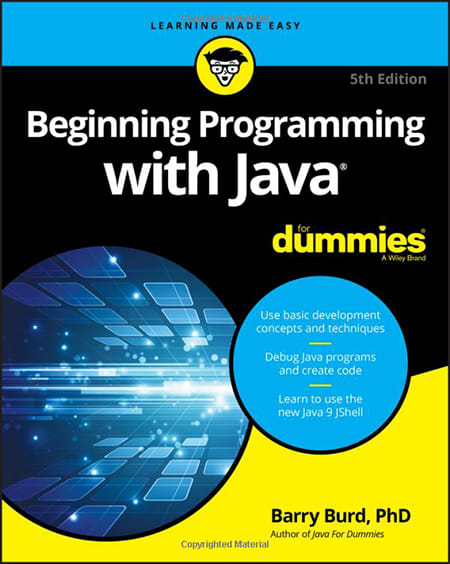 LEARNING MADE EASY
5th Edition
Beginning Programming
with Java®
for
dummies®
A Wiley Brand
Use basic development
concepts and techniques
Debug Java programs
and create code
Learn to use the
new Java 9 JShell
Barry Burd, PhD
Author of Java For Dummies
Copyrighted Material